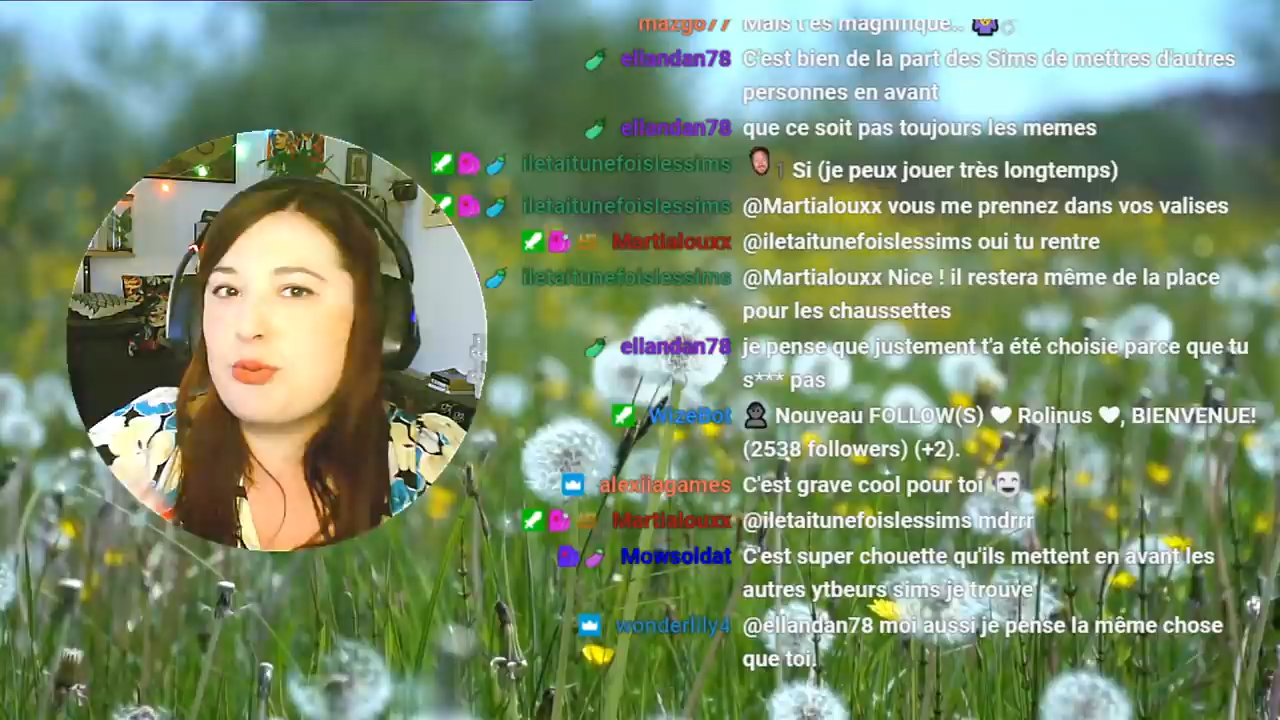 mazgo77 Mais t'es magnifique..
ellandan78 C'est bien de la part des Sims de mettres d'autres
personnes en avant
ellandan78 que ce soit pas toujours les memes
iletaitunefoislessims Si (je peux jouer très longtemps)
iletaitunefoislessims @Martialouxx vous me prennez dans vos valises
Martialouxx @iletaitunefoislessims oui tu rentre
iletaitunefoislessims @Martialouxx Nice ! il restera même de la place
pour les chaussettes
ellandan78 je pense que justement t'a été choisie parce que tu
s*** pas
WizeBot Nouveau FOLLOW(S) ♥ Rolinus ♥, BIENVENUE!
(2538 followers) (+2).
alexiiagames C'est grave cool pour toi
Martialouxx @iletaitunefoislessims mdrrr
Mowsoldat C'est super chouette qu'ils mettent en avant les
autres ytbeurs sims je trouve
wonderlily4 @ellandan78 moi aussi je pense la même chose
que toi.